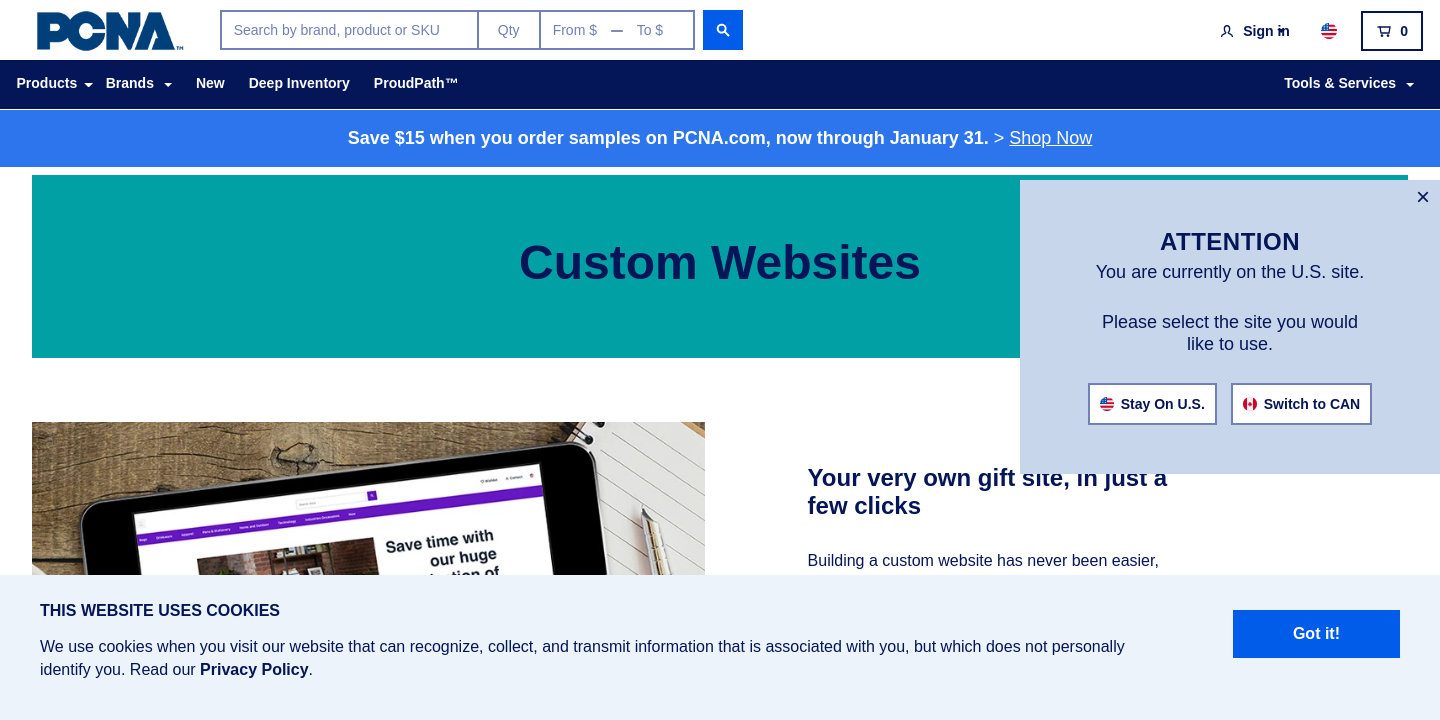 PCNA™
Search by brand, product or SKU
Qty
From $ — To $
Sign in
0
Products
Brands
New
Deep Inventory
ProudPath™
Tools & Services
Save $15 when you order samples on PCNA.com, now through January 31. > Shop Now
Custom Websites
×
ATTENTION
You are currently on the U.S. site.
Please select the site you would
like to use.
Stay On U.S.
Switch to CAN
Save time with
our huge
of
Your very own gift site, in just a
few clicks
Building a custom website has never been easier,
THIS WEBSITE USES COOKIES
We use cookies when you visit our website that can recognize, collect, and transmit information that is associated with you, but which does not personally
identify you. Read our Privacy Policy.
Got it!